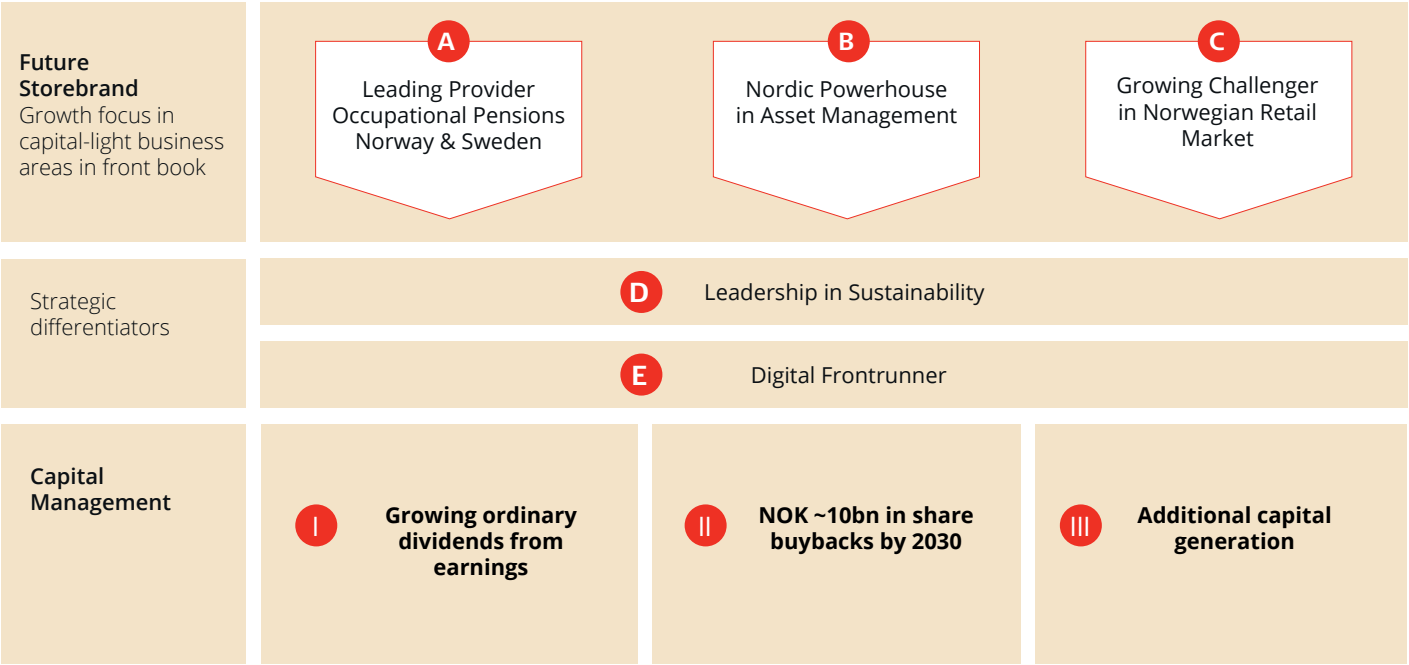 Future
Storebrand
Growth focus in
capital-light business
areas in front book
A
Leading Provider
Occupational Pensions
Norway & Sweden
B
Nordic Powerhouse
in Asset Management
C
Growing Challenger
in Norwegian Retail
Market
Strategic
differentiators
D
Leadership in Sustainability
E
Digital Frontrunner
Capital
Management
I
Growing ordinary
dividends from
earnings
II
NOK ~10bn in share
buybacks by 2030
III
Additional capital
generation